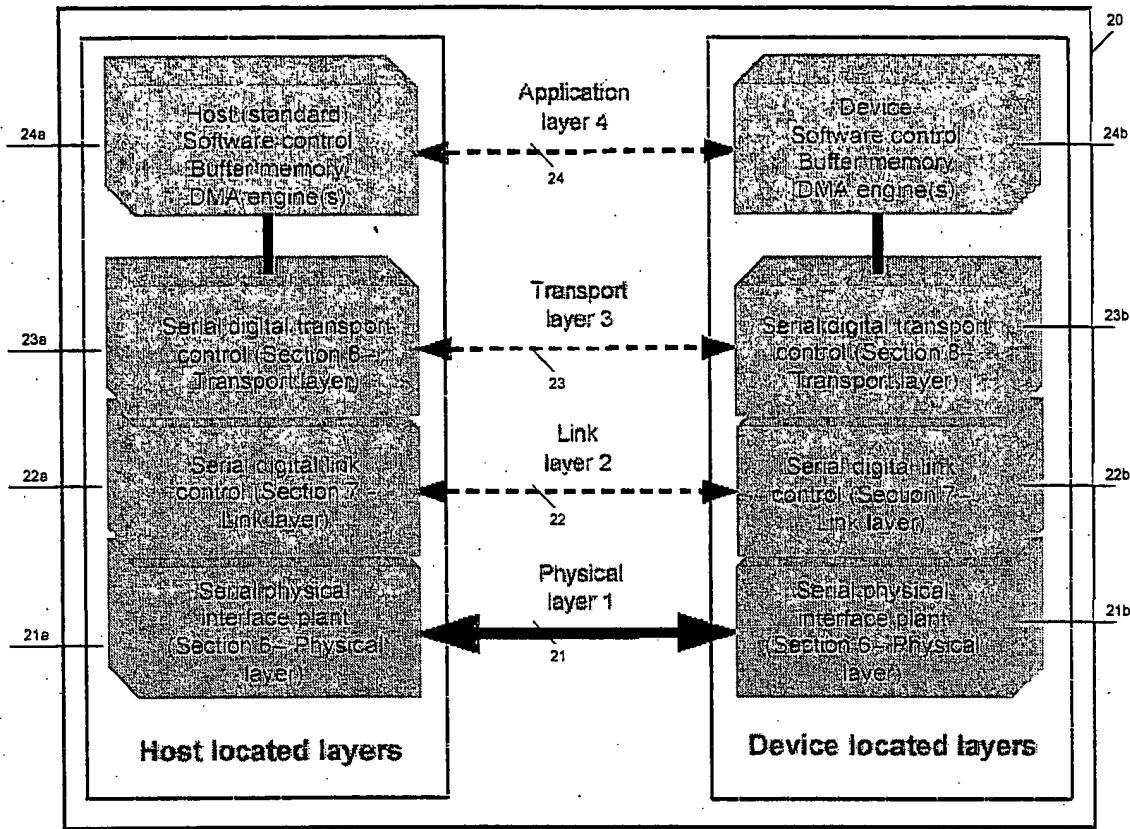 20
Host (standard)
Software control
Buffer memory
DMA engine(s)
24a
Application
layer 4
24
Device
Software control
Buffer memory
DMA engine(s)
24b
Serial digital transport
control (Section 8–
Transport layer)
23a
Transport
layer 3
23
Serial digital transport
control (Section 8–
Transport layer)
23b
Serial digital link
control (Section 7–
Link layer)
22a
Link
layer 2
22
Serial digital link
control (Section 7–
Link layer)
22b
Serial physical
interface plant
(Section 6– Physical
layer)
21a
Physical
layer 1
21
Serial physical
interface plant
(Section 6– Physical
layer)
21b
Host located layers
Device located layers